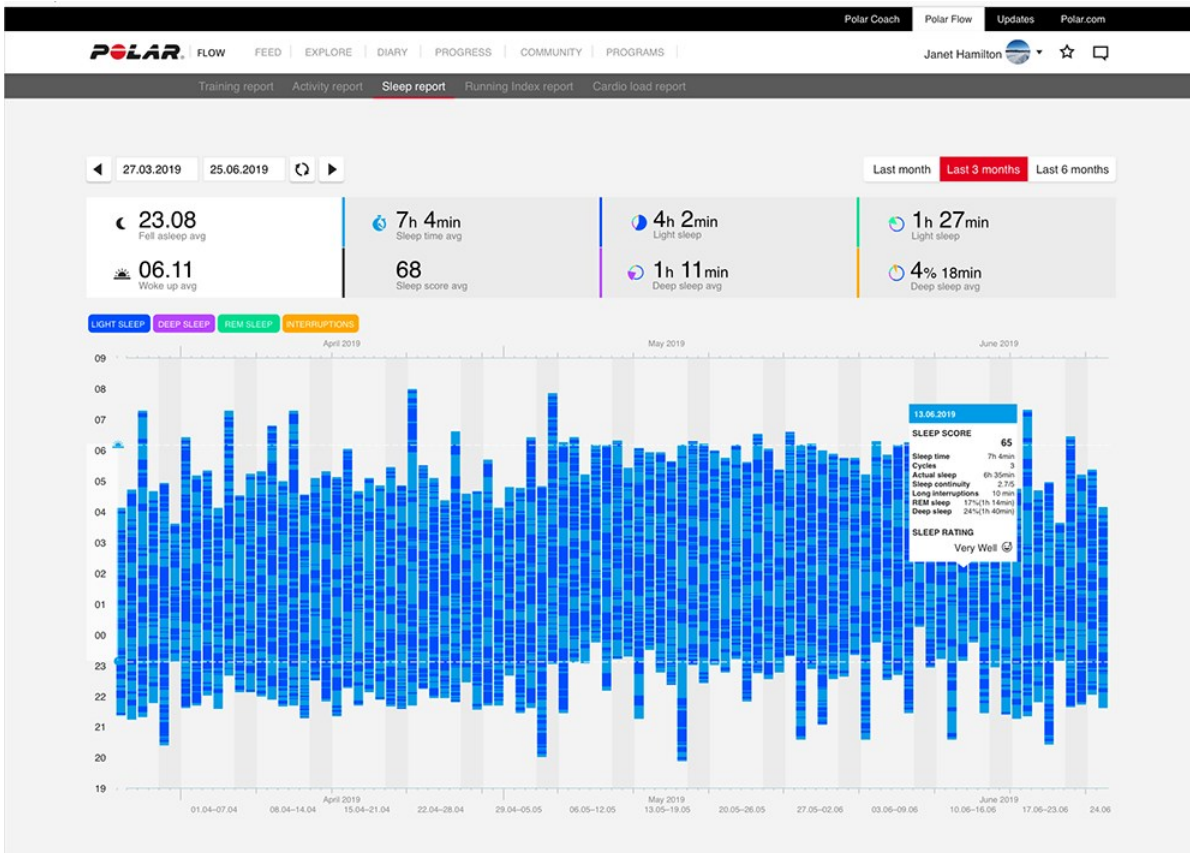 Polar Coach Polar Flow Updates Polar.com
POLAR. FLOW FEED EXPLORE DIARY PROGRESS COMMUNITY PROGRAMS Janet Hamilton
Training report Activity report Sleep report Running Index report Cardio load report
27.03.2019 25.06.2019 Last month Last 3 months Last 6 months
23.08 7h 4min 4h 2min 1h 27min
Fell asleep avg Sleep time avg Light sleep Light sleep
06.11 68 1h 11min 4% 18min
Woke up avg Sleep score avg Deep sleep avg Deep sleep avg
LIGHT SLEEP DEEP SLEEP REM SLEEP INTERRUPTIONS
April 2019 May 2019 June 2019
09
08
07
06
05
04
03
02
01
00
23
22
21
20
19
13.06.2019
SLEEP SCORE
65
Sleep time 7h 4min
Cycles 3
Actual sleep 6h 35min
Sleep continuity 2.7/5
Long interruptions 10 min
REM sleep 17%(1h 14min)
Deep sleep 24%(1h 40min)
SLEEP RATING
Very Well
April 2019 May 2019 June 2019
01.04–07.04 08.04–14.04 15.04–21.04 22.04–28.04 29.04–05.05 06.05–12.05 13.05–19.05 20.05–26.05 27.05–02.06 03.06–09.06 10.06–16.06 17.06–23.06 24.06